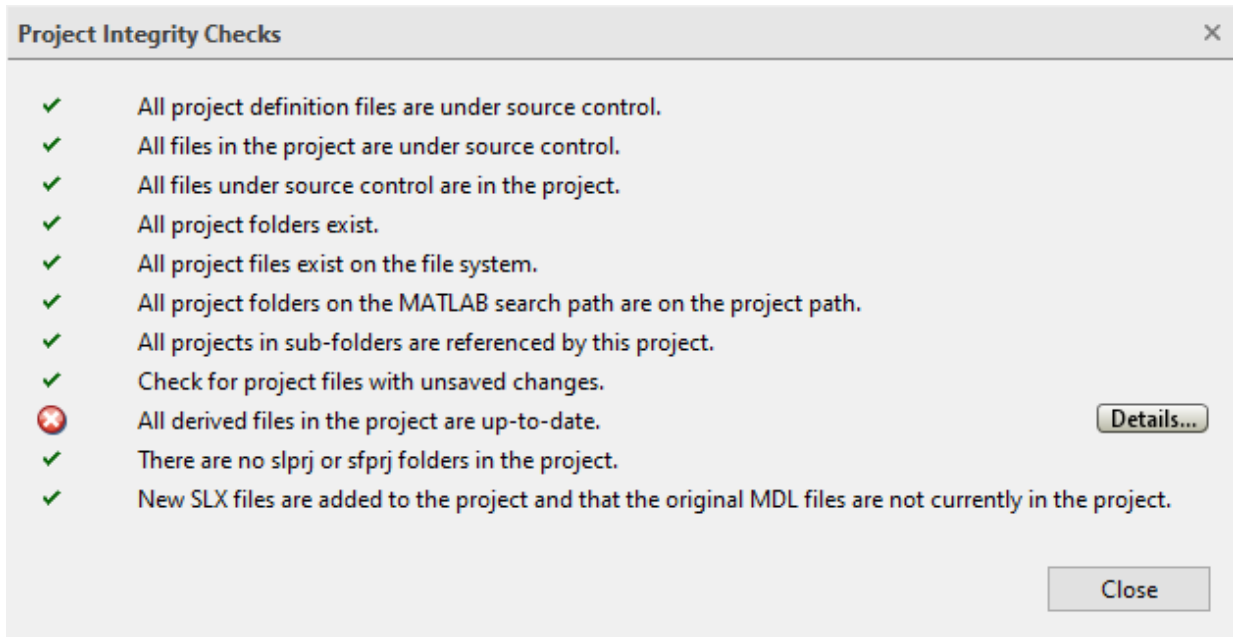 Project Integrity Checks
All project definition files are under source control.
All files in the project are under source control.
All files under source control are in the project.
All project folders exist.
All project files exist on the file system.
All project folders on the MATLAB search path are on the project path.
All projects in sub-folders are referenced by this project.
Check for project files with unsaved changes.
All derived files in the project are up-to-date. Details...
There are no slprj or sfprj folders in the project.
New SLX files are added to the project and that the original MDL files are not currently in the project.
Close